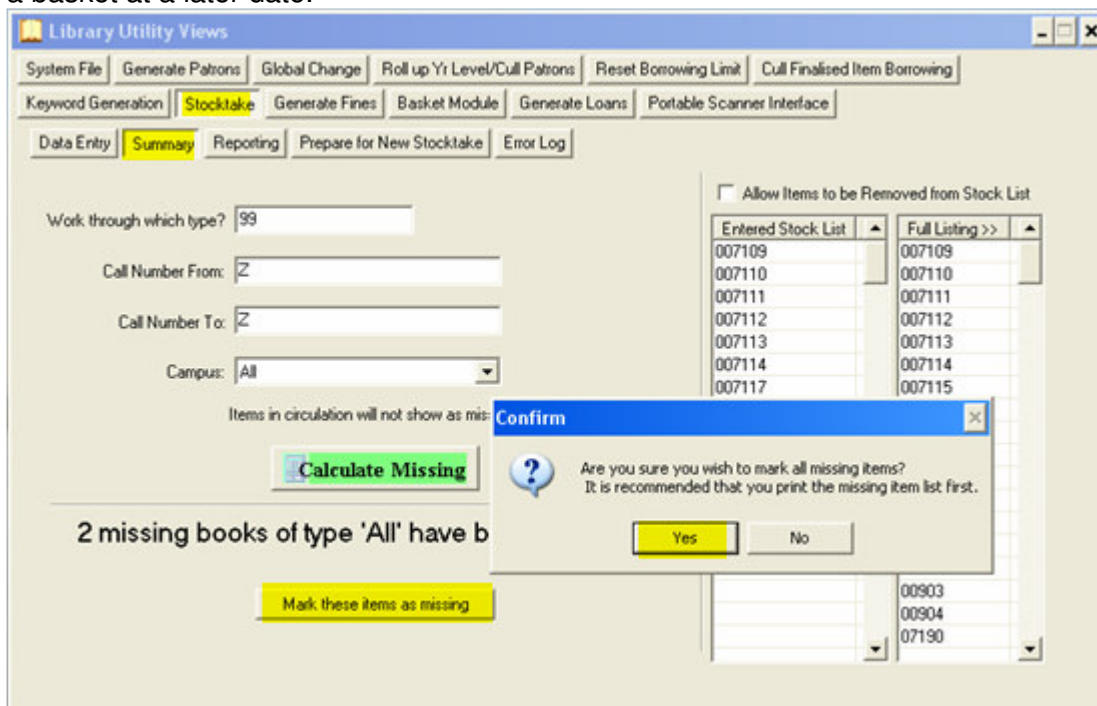 a basket at a later date.
Library Utility Views
System File Generate Patrons Global Change Roll up Yr Level/Cull Patrons Reset Borrowing Limit Cull Finalised Item Borrowing
Keyword Generation Stocktake Generate Fines Basket Module Generate Loans Portable Scanner Interface
Data Entry Summary Reporting Prepare for New Stocktake Error Log
Allow Items to be Removed from Stock List
Work through which type? 99
Call Number From: Z
Call Number To: Z
Campus: All
Items in circulation will not show as mis
Calculate Missing
2 missing books of type 'All' have b
Mark these items as missing
Entered Stock List Full Listing >>
007109 007109
007110 007110
007111 007111
007112 007112
007113 007113
007114 007114
007117 007115
Confirm
Are you sure you wish to mark all missing items?
It is recommended that you print the missing item list first.
Yes No
00903
00904
07190